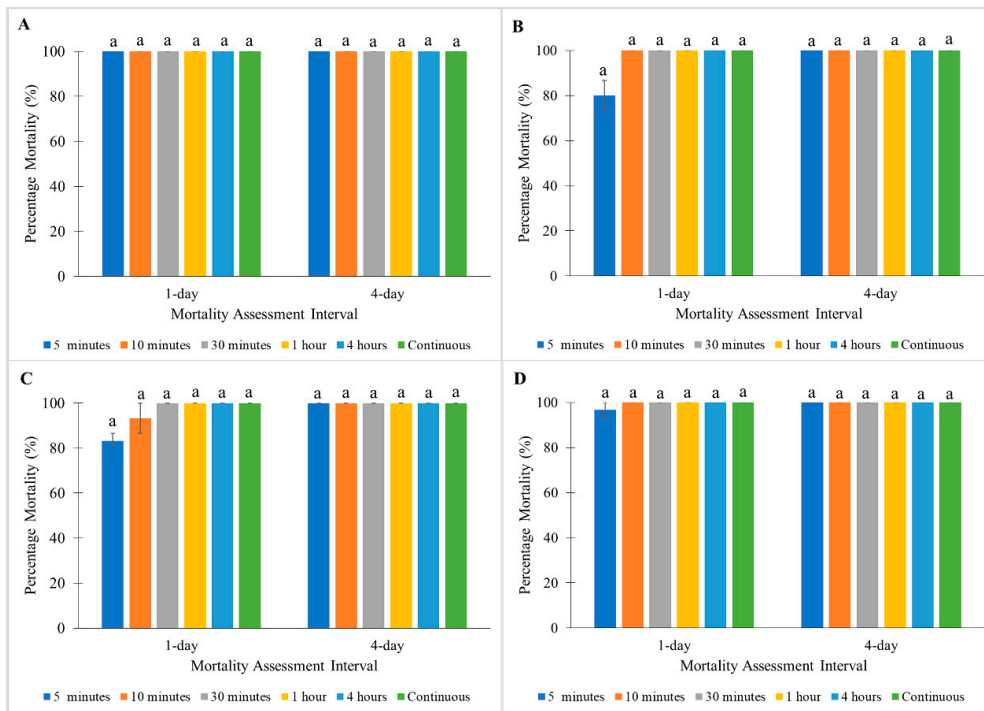 A
a a a a a a a a a a a a
100
80
60
40
20
0
Percentage Mortality (%)
1-day 4-day
Mortality Assessment Interval
5 minutes 10 minutes 30 minutes 1 hour 4 hours Continuous
B
a a a a a a a a a a a a
100
80
60
40
20
0
Percentage Mortality (%)
1-day 4-day
Mortality Assessment Interval
5 minutes 10 minutes 30 minutes 1 hour 4 hours Continuous
C
a a a a a a a a a a a a
100
80
60
40
20
0
Percentage Mortality (%)
1-day 4-day
Mortality Assessment Interval
5 minutes 10 minutes 30 minutes 1 hour 4 hours Continuous
D
a a a a a a a a a a a a
100
80
60
40
20
0
Percentage Mortality (%)
1-day 4-day
Mortality Assessment Interval
5 minutes 10 minutes 30 minutes 1 hour 4 hours Continuous